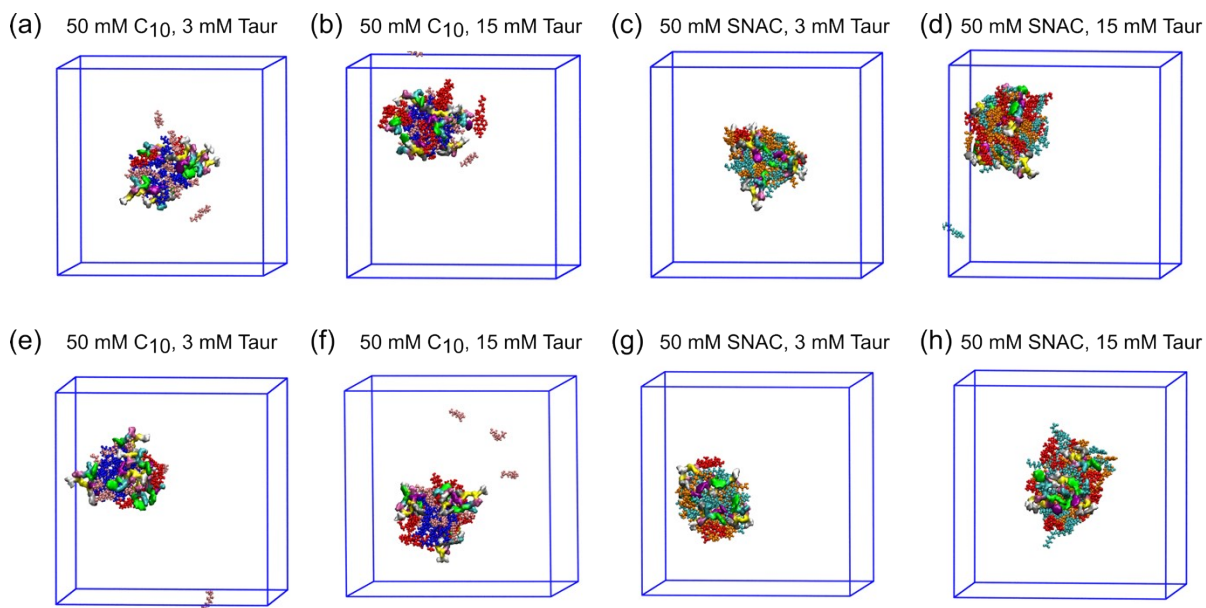 (a) 50 mM C10, 3 mM Taur
(b) 50 mM C10, 15 mM Taur
(c) 50 mM SNAC, 3 mM Taur
(d) 50 mM SNAC, 15 mM Taur
(e) 50 mM C10, 3 mM Taur
(f) 50 mM C10, 15 mM Taur
(g) 50 mM SNAC, 3 mM Taur
(h) 50 mM SNAC, 15 mM Taur